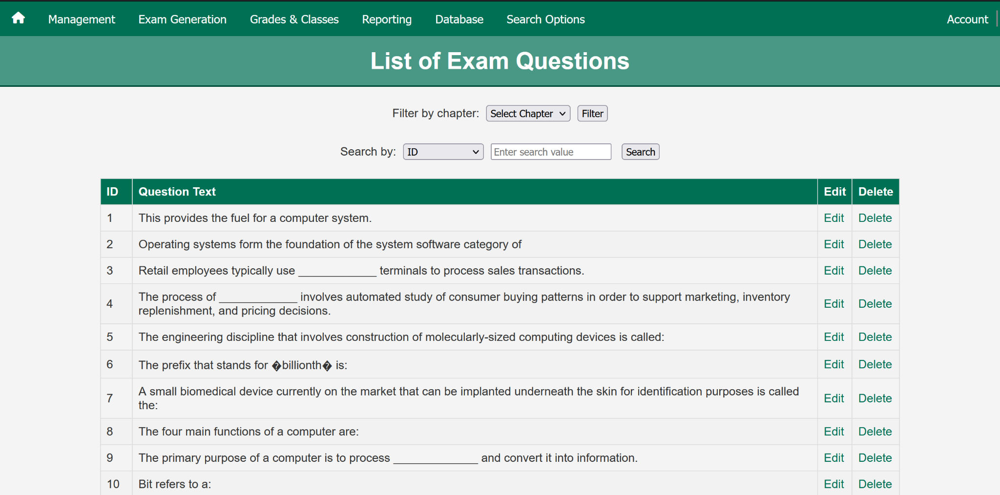 Management Exam Generation Grades & Classes Reporting Database Search Options Account
List of Exam Questions
Filter by chapter: Select Chapter Filter
Search by: ID Enter search value Search
ID Question Text Edit Delete
1 This provides the fuel for a computer system. Edit Delete
2 Operating systems form the foundation of the system software category of Edit Delete
3 Retail employees typically use ____________ terminals to process sales transactions. Edit Delete
4 The process of ____________ involves automated study of consumer buying patterns in order to support marketing, inventory
replenishment, and pricing decisions. Edit Delete
5 The engineering discipline that involves construction of molecularly-sized computing devices is called: Edit Delete
6 The prefix that stands for �billionth� is: Edit Delete
7 A small biomedical device currently on the market that can be implanted underneath the skin for identification purposes is called
the: Edit Delete
8 The four main functions of a computer are: Edit Delete
9 The primary purpose of a computer is to process _____________ and convert it into information. Edit Delete
10 Bit refers to a: Edit Delete